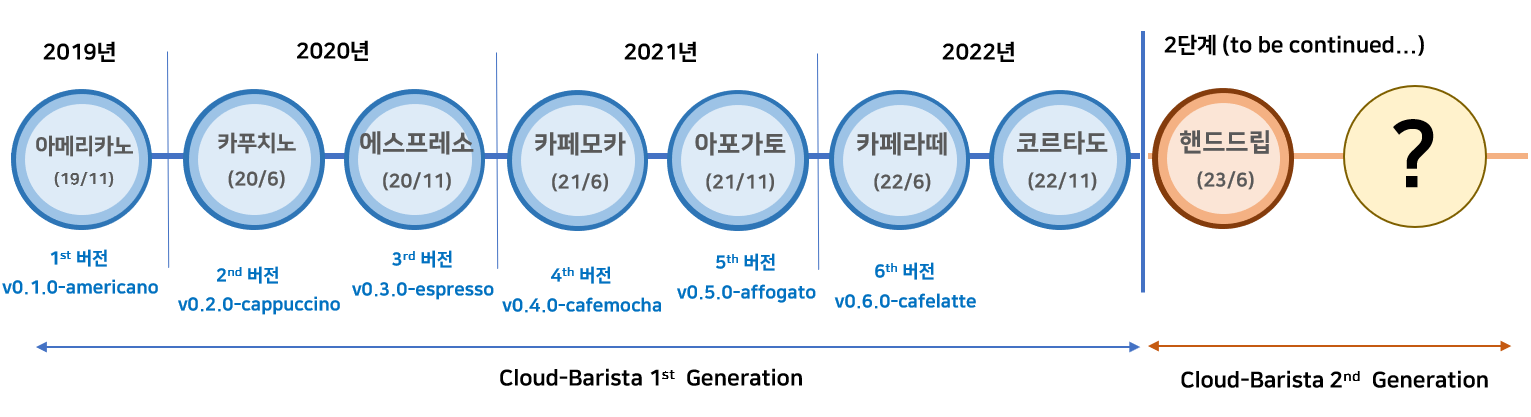 2019년
2020년
2021년
2022년
2단계 (to be continued...)
아메리카노
(19/11)
카푸치노
(20/6)
에스프레소
(20/11)
카페모카
(21/6)
아포가토
(21/11)
카페라떼
(22/6)
코르타도
(22/11)
핸드드립
(23/6)
?
1st 버전
v0.1.0-americano
2nd 버전
v0.2.0-cappuccino
3rd 버전
v0.3.0-espresso
4th 버전
v0.4.0-cafemocha
5th 버전
v0.5.0-affogato
6th 버전
v0.6.0-cafelatte
Cloud-Barista 1st Generation
Cloud-Barista 2nd Generation